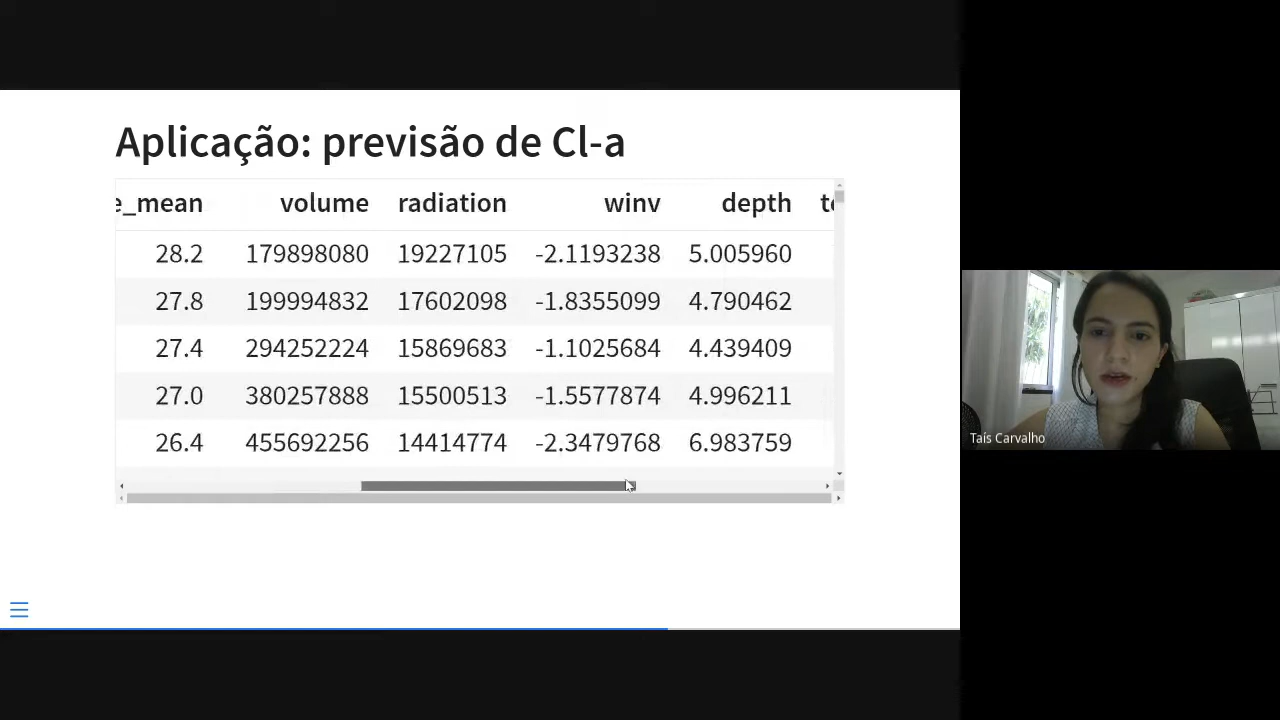 Aplicação: previsão de Cl-a
e_mean volume radiation winv depth
28.2 179898080 19227105 -2.1193238 5.005960
27.8 199994832 17602098 -1.8355099 4.790462
27.4 294252224 15869683 -1.1025684 4.439409
27.0 380257888 15500513 -1.5577874 4.996211
26.4 455692256 14414774 -2.3479768 6.983759
Taís Carvalho